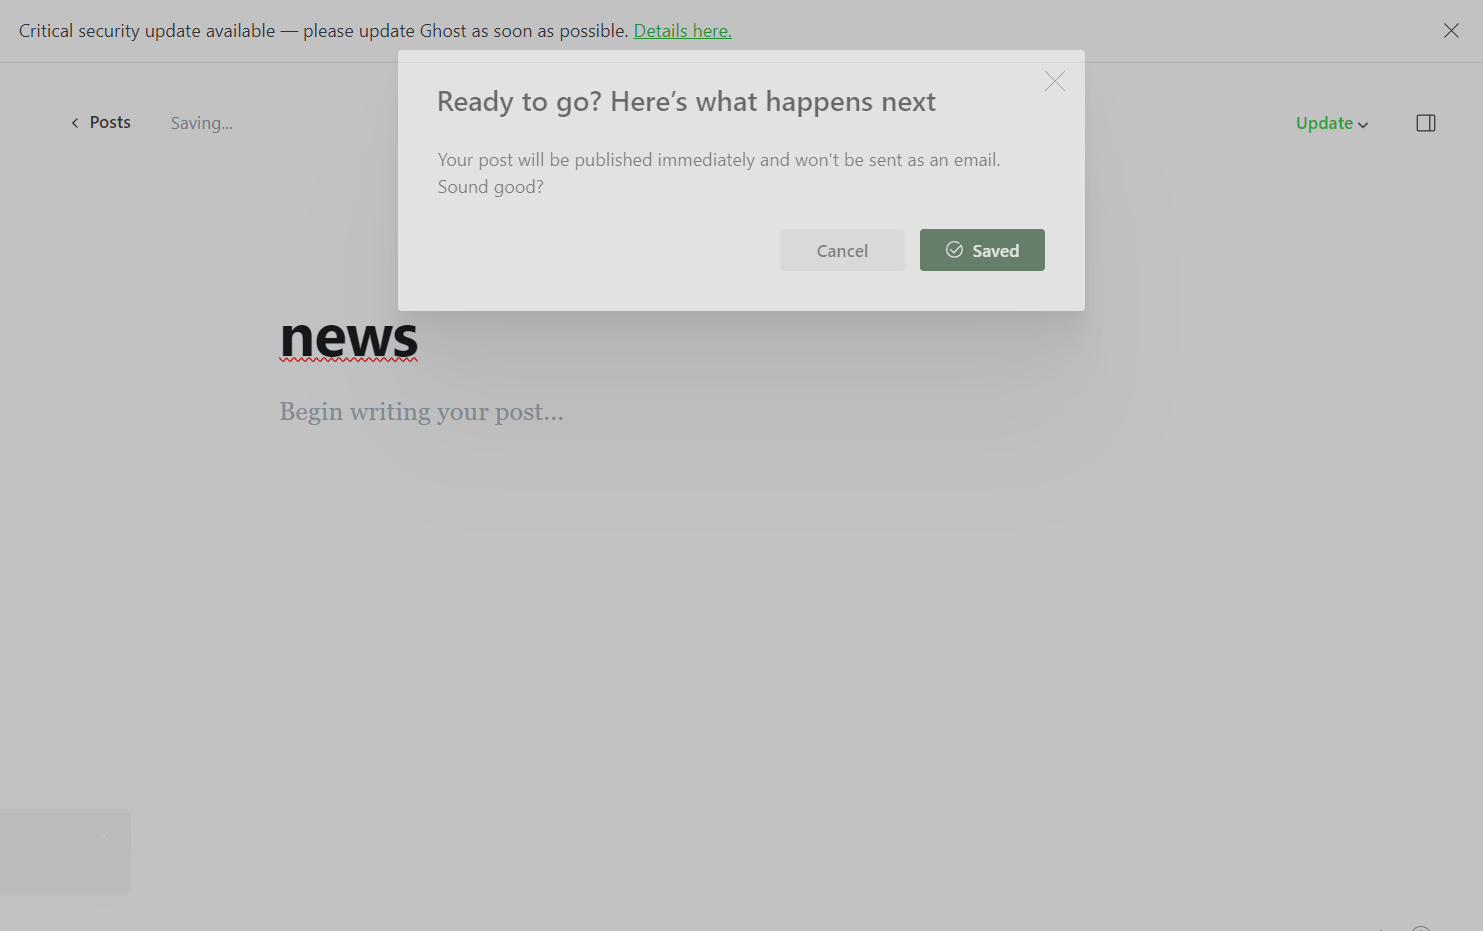 Critical security update available — please update Ghost as soon as possible. Details here.
Ready to go? Here’s what happens next
Posts
Saving...
Update
Your post will be published immediately and won't be sent as an email.
Sound good?
Cancel
Saved
news
Begin writing your post...